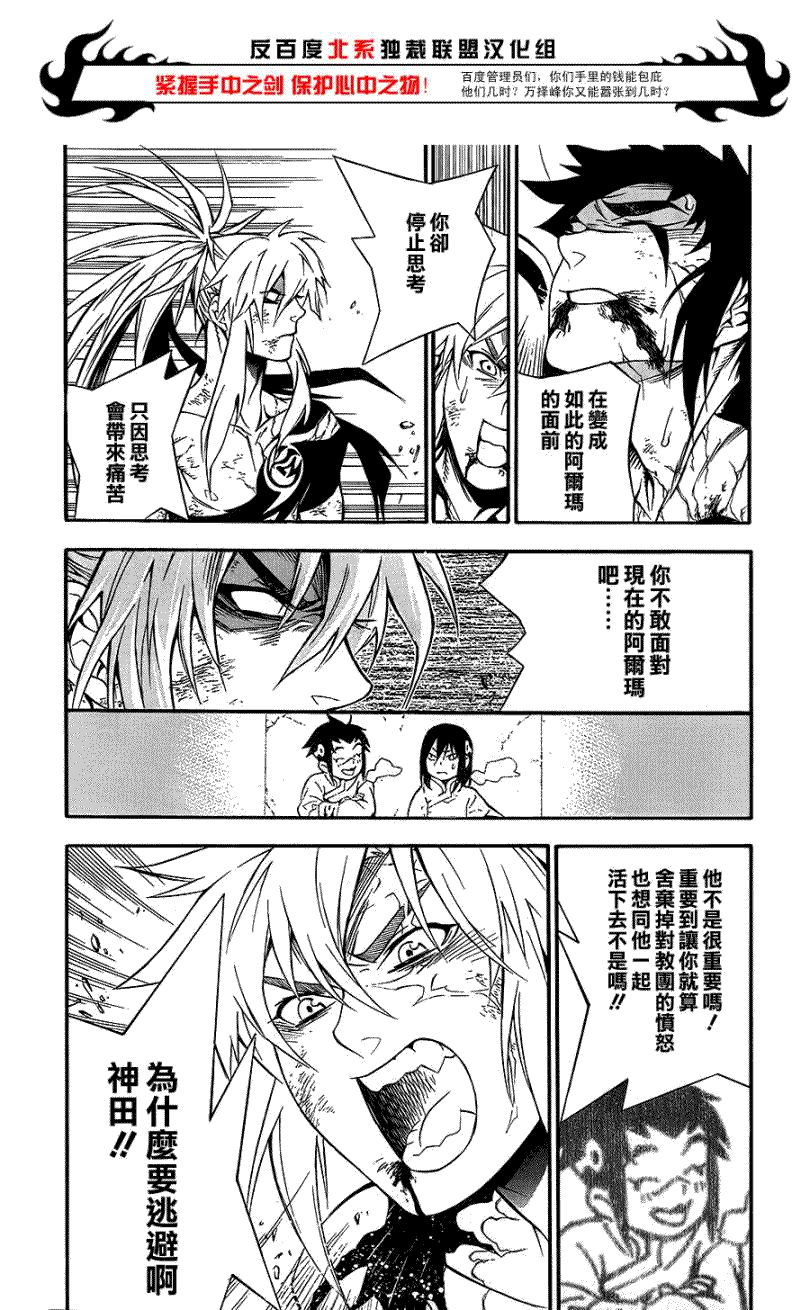 反百度北系独裁联盟汉化组
紧握手中之剑 保护心中之物!
百度管理员们,你们手里的钱能包庇
他们几时?万择峰你又能嚣张到几时?
在變成
如此的阿爾瑪
的面前
你卻
停止思考
只因思考
會帶來痛苦
你不敢面對
現在的阿爾瑪
吧……
他不是很重要嗎!
重要到讓你就算
舍棄掉對教團的憤怒
也想同他一起
活下去不是嗎!!
為什麼要逃避啊
神田!!